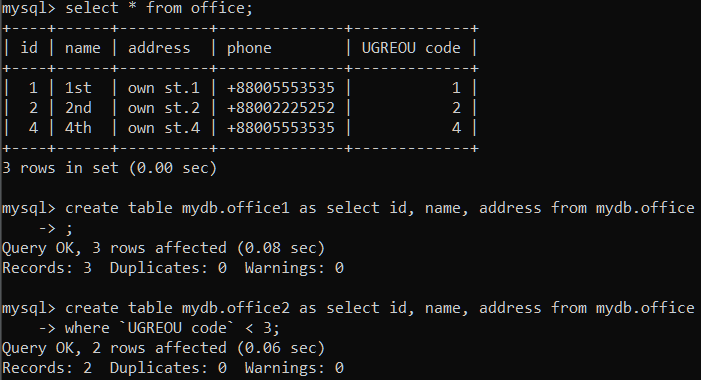 mysql> select * from office;
+----+------+----------+--------------+-------------+
| id | name | address  | phone        | UGREOU code |
+----+------+----------+--------------+-------------+
|  1 | 1st  | own st.1 | +88005553535 |           1 |
|  2 | 2nd  | own st.2 | +88002225252 |           2 |
|  4 | 4th  | own st.4 | +88005553535 |           4 |
+----+------+----------+--------------+-------------+
3 rows in set (0.00 sec)

mysql> create table mydb.office1 as select id, name, address from mydb.office
    -> ;
Query OK, 3 rows affected (0.08 sec)
Records: 3  Duplicates: 0  Warnings: 0

mysql> create table mydb.office2 as select id, name, address from mydb.office
    -> where `UGREOU code` < 3;
Query OK, 2 rows affected (0.06 sec)
Records: 2  Duplicates: 0  Warnings: 0